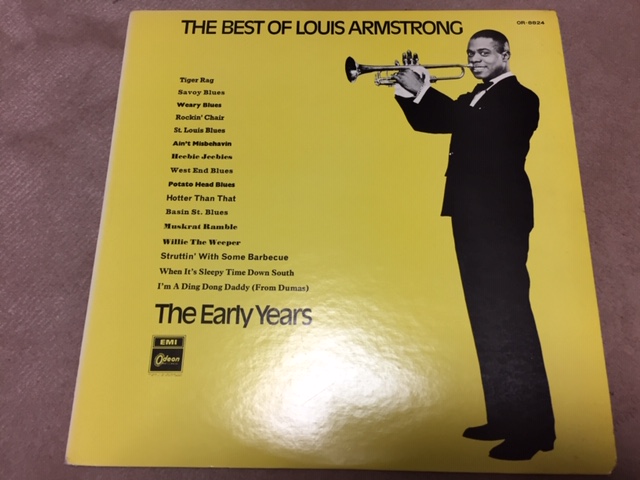 THE BEST OF LOUIS ARMSTRONG
OR-8824
Tiger Rag
Savoy Blues
Weary Blues
Rockin' Chair
St. Louis Blues
Ain't Misbehavin
Heebie Jeebies
West End Blues
Potato Head Blues
Hotter Than That
Basin St. Blues
Muskrat Ramble
Willie The Weeper
Struttin' With Some Barbecue
When It's Sleepy Time Down South
I'm A Ding Dong Daddy (From Dumas)
The Early Years
EMI
Odeon